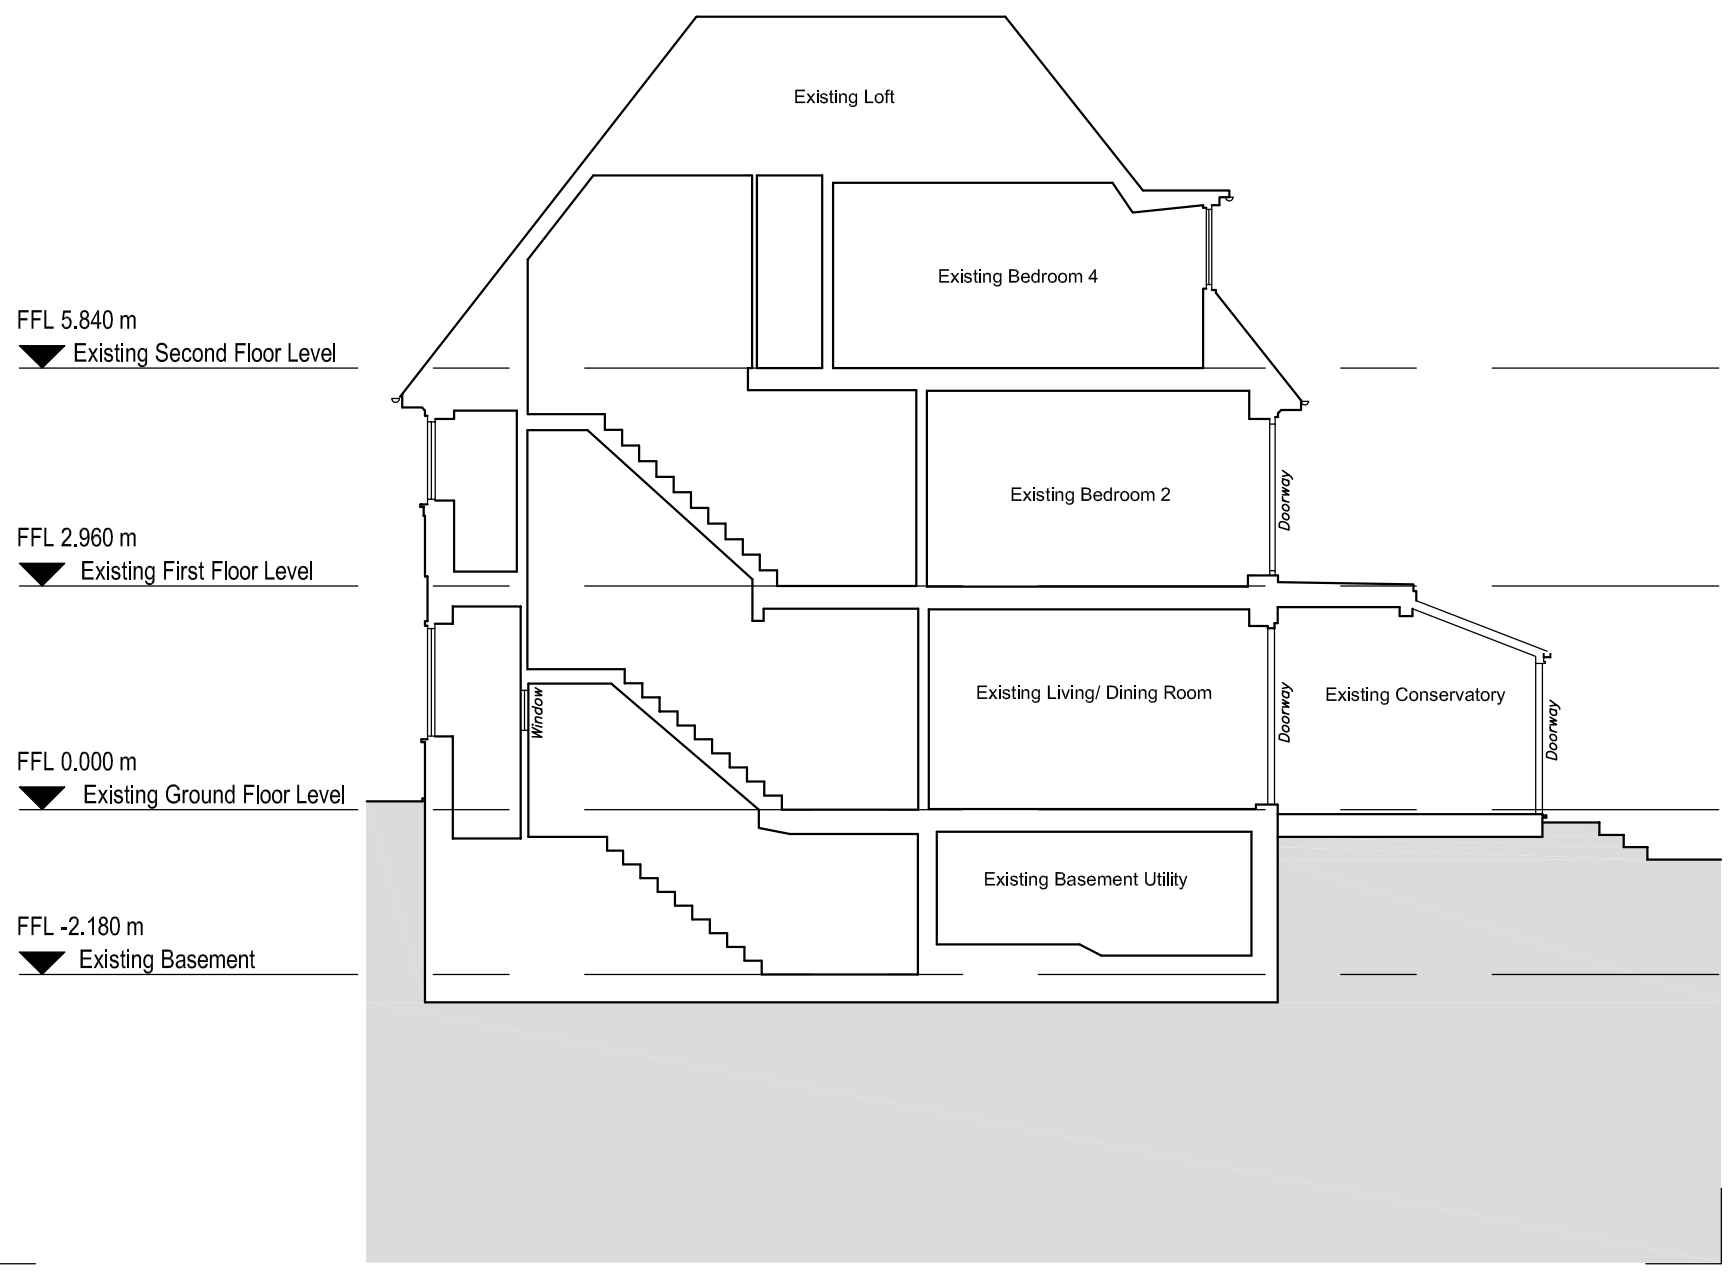 Existing Loft
Existing Bedroom 4
FFL 5.840 m
Existing Second Floor Level
Existing Bedroom 2
Doorway
FFL 2.960 m
Existing First Floor Level
Existing Living/ Dining Room
Existing Conservatory
Window
Doorway
Doorway
FFL 0.000 m
Existing Ground Floor Level
Existing Basement Utility
FFL -2.180 m
Existing Basement